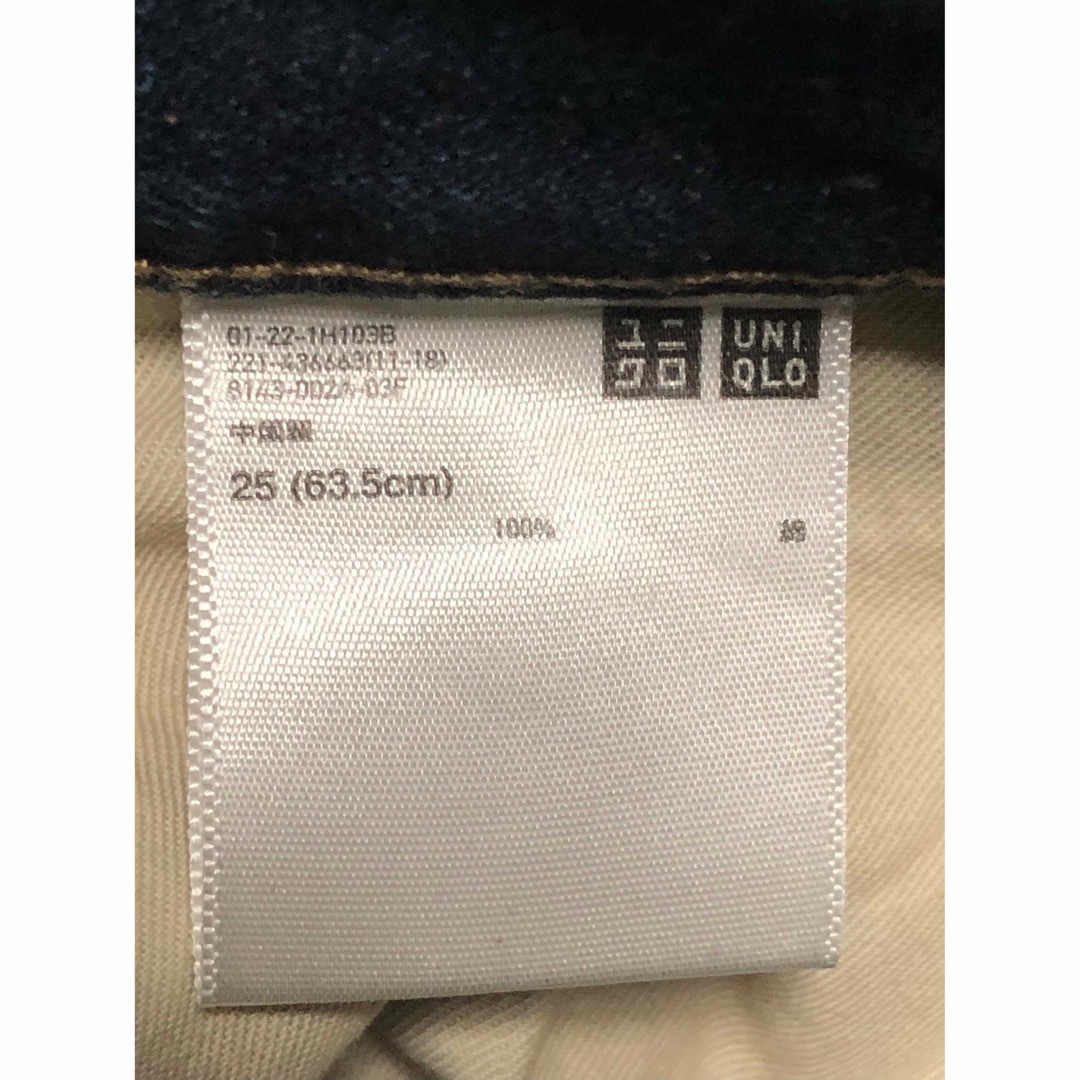 01-22-1H103B
221-436663(11-18)
8143-002A-03F
中国製
25 (63.5cm)
100% 綿
ユニ
クロ
UNI
QLO